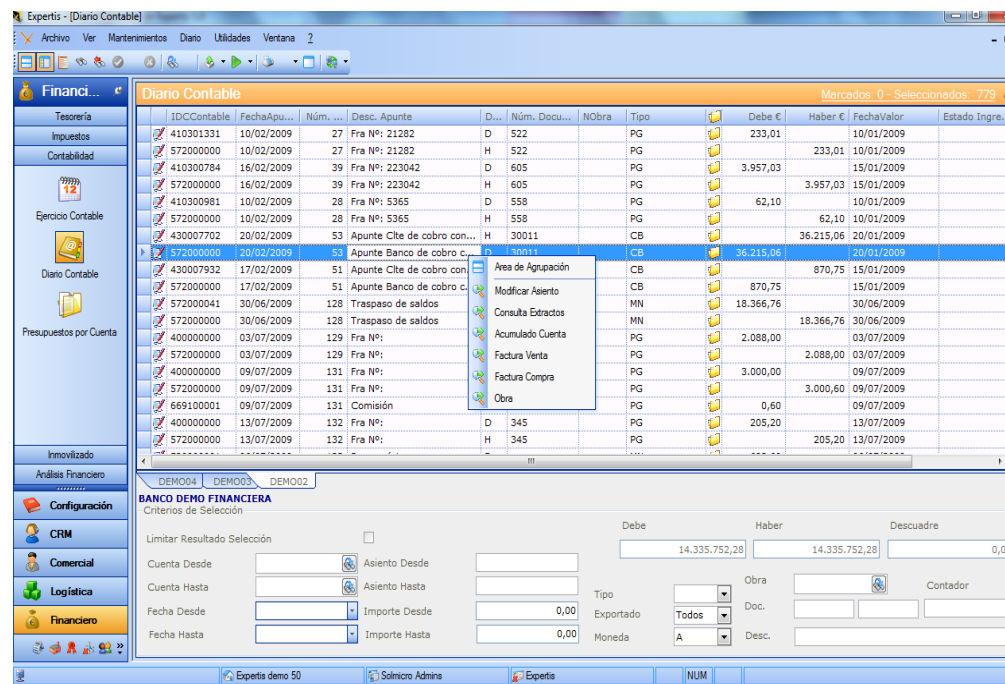 Expertis - [Diario Contable]
Archivo Ver Mantenimientos Diario Utilidades Ventana ?
Financi...
Tesorería
Impuestos
Contabilidad
Ejercicio Contable
Diario Contable
Presupuestos por Cuenta
Inmovilizado
Análisis Financiero
Configuración
CRM
Comercial
Logística
Financiero
Diario Contable Marcados: 0 - Seleccionados: 779
IDCContable FechaApu... Núm. ... Desc. Apunte D... Núm. Docu... NObra Tipo Debe € Haber € FechaValor Estado Ingre.
410301331 10/02/2009 27 Fra Nº: 21282 D 522 PG 233,01 10/01/2009
572000000 10/02/2009 27 Fra Nº: 21282 H 522 PG 233,01 10/01/2009
410300784 16/02/2009 39 Fra Nº: 223042 D 605 PG 3.957,03 15/01/2009
572000000 16/02/2009 39 Fra Nº: 223042 H 605 PG 3.957,03 15/01/2009
410300981 10/02/2009 28 Fra Nº: 5365 D 558 PG 62,10 10/01/2009
572000000 10/02/2009 28 Fra Nº: 5365 H 558 PG 62,10 10/01/2009
430007702 20/02/2009 53 Apunte Clte de cobro con... H 30011 CB 36.215,06 20/01/2009
572000000 20/02/2009 53 Apunte Banco de cobro c... D 30011 CB 36.215,06 20/01/2009
430007932 17/02/2009 51 Apunte Clte de cobro con. CB 870,75 15/01/2009
572000000 17/02/2009 51 Apunte Banco de cobro c. CB 870,75 15/01/2009
572000041 30/06/2009 128 Traspaso de saldos MN 18.366,76 30/06/2009
572000000 30/06/2009 128 Traspaso de saldos MN 18.366,76 30/06/2009
400000000 03/07/2009 129 Fra Nº: PG 2.088,00 03/07/2009
572000000 03/07/2009 129 Fra Nº: PG 2.088,00 03/07/2009
400000000 09/07/2009 131 Fra Nº: PG 3.000,00 09/07/2009
572000000 09/07/2009 131 Fra Nº: PG 3.000,60 09/07/2009
669100001 09/07/2009 131 Comisión PG 0,60 09/07/2009
400000000 13/07/2009 132 Fra Nº: D 345 PG 205,20 13/07/2009
572000000 13/07/2009 132 Fra Nº: H 345 PG 205,20 13/07/2009
Area de Agrupación
Modificar Asiento
Consulta Extractos
Acumulado Cuenta
Factura Venta
Factura Compra
Obra
DEMO04 DEMO03 DEMO02
BANCO DEMO FINANCIERA
Criterios de Selección
Debe Haber Descuadre
Limitar Resultado Selección 14.335.752,28 14.335.752,28 0,0
Cuenta Desde Asiento Desde
Cuenta Hasta Asiento Hasta Tipo Obra Contador
Fecha Desde Importe Desde 0,00 Exportado Todos Doc.
Fecha Hasta Importe Hasta 0,00 Moneda A Desc.
Expertis demo 50 Solmicro Admins Expertis NUM